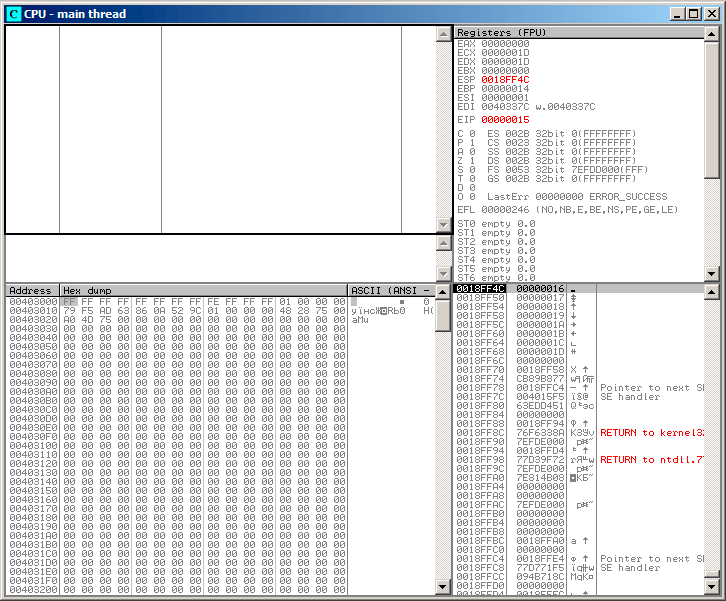 CPU - main thread
Registers (FPU)
EAX 00000000
ECX 0000001D
EDX 0000001D
EBX 00000000
ESP 0018FF4C
EBP 00000014
ESI 00000001
EDI 0040337C w.0040337C
EIP 00000015
C 0 ES 002B 32bit 0(FFFFFFFF)
P 1 CS 0023 32bit 0(FFFFFFFF)
A 0 SS 002B 32bit 0(FFFFFFFF)
Z 1 DS 002B 32bit 0(FFFFFFFF)
S 0 FS 0053 32bit 7EFDD000(FFF)
T 0 GS 002B 32bit 0(FFFFFFFF)
D 0
O 0 LastErr 00000000 ERROR_SUCCESS
EFL 00000246 (NO,NB,E,BE,NS,PE,GE,LE)
ST0 empty 0.0
ST1 empty 0.0
ST2 empty 0.0
ST3 empty 0.0
ST4 empty 0.0
ST5 empty 0.0
ST6 empty 0.0
Address Hex dump ASCII (ANSI -
00403000 FF FF FF FF FF FF FF FF FE FF FF FF 01 00 00 00
00403010 79 F5 AD 63 86 0A 52 9C 01 00 00 00 48 28 75 00
00403020 A0 4D 75 00 00 00 00 00 00 00 00 00 00 00 00 00
00403030 00 00 00 00 00 00 00 00 00 00 00 00 00 00 00 00
00403040 00 00 00 00 00 00 00 00 00 00 00 00 00 00 00 00
00403050 00 00 00 00 00 00 00 00 00 00 00 00 00 00 00 00
00403060 00 00 00 00 00 00 00 00 00 00 00 00 00 00 00 00
00403070 00 00 00 00 00 00 00 00 00 00 00 00 00 00 00 00
00403080 00 00 00 00 00 00 00 00 00 00 00 00 00 00 00 00
00403090 00 00 00 00 00 00 00 00 00 00 00 00 00 00 00 00
004030A0 00 00 00 00 00 00 00 00 00 00 00 00 00 00 00 00
004030B0 00 00 00 00 00 00 00 00 00 00 00 00 00 00 00 00
004030C0 00 00 00 00 00 00 00 00 00 00 00 00 00 00 00 00
004030D0 00 00 00 00 00 00 00 00 00 00 00 00 00 00 00 00
004030E0 00 00 00 00 00 00 00 00 00 00 00 00 00 00 00 00
004030F0 00 00 00 00 00 00 00 00 00 00 00 00 00 00 00 00
00403100 00 00 00 00 00 00 00 00 00 00 00 00 00 00 00 00
00403110 00 00 00 00 00 00 00 00 00 00 00 00 00 00 00 00
00403120 00 00 00 00 00 00 00 00 00 00 00 00 00 00 00 00
00403130 00 00 00 00 00 00 00 00 00 00 00 00 00 00 00 00
00403140 00 00 00 00 00 00 00 00 00 00 00 00 00 00 00 00
00403150 00 00 00 00 00 00 00 00 00 00 00 00 00 00 00 00
00403160 00 00 00 00 00 00 00 00 00 00 00 00 00 00 00 00
00403170 00 00 00 00 00 00 00 00 00 00 00 00 00 00 00 00
00403180 00 00 00 00 00 00 00 00 00 00 00 00 00 00 00 00
00403190 00 00 00 00 00 00 00 00 00 00 00 00 00 00 00 00
004031A0 00 00 00 00 00 00 00 00 00 00 00 00 00 00 00 00
004031B0 00 00 00 00 00 00 00 00 00 00 00 00 00 00 00 00
004031C0 00 00 00 00 00 00 00 00 00 00 00 00 00 00 00 00
004031D0 00 00 00 00 00 00 00 00 00 00 00 00 00 00 00 00
004031E0 00 00 00 00 00 00 00 00 00 00 00 00 00 00 00 00
004031F0 00 00 00 00 00 00 00 00 00 00 00 00 00 00 00 00
00403200 00 00 00 00 00 00 00 00 00 00 00 00 00 00 00 00
0018FF4C 00000016
0018FF50 00000017
0018FF54 00000018
0018FF58 00000019
0018FF5C 0000001A
0018FF60 0000001B
0018FF64 0000001C
0018FF68 0000001D
0018FF6C 00000000
0018FF70 0018FF58 X ↑
0018FF74 CB89B877
0018FF78 0018FFC4 — ↑ Pointer to next SE
0018FF7C 004015F5 SE handler
0018FF80 63EDD451
0018FF84 00000000
0018FF88 0018FF94
0018FF8C 76F6338A RETURN to kernel32
0018FF90 7EFDE000
0018FF94 0018FFD4
0018FF98 77D39F72 RETURN to ntdll.77
0018FF9C 7EFDE000
0018FFA0 7E814B08
0018FFA4 00000000
0018FFA8 00000000
0018FFAC 7EFDE000
0018FFB0 00000000
0018FFB4 00000000
0018FFB8 00000000
0018FFBC 0018FFA0 а ↑
0018FFC0 00000000
0018FFC4 0018FFE4 Pointer to next SE
0018FFC8 77D771F5 SE handler
0018FFCC 094B718C